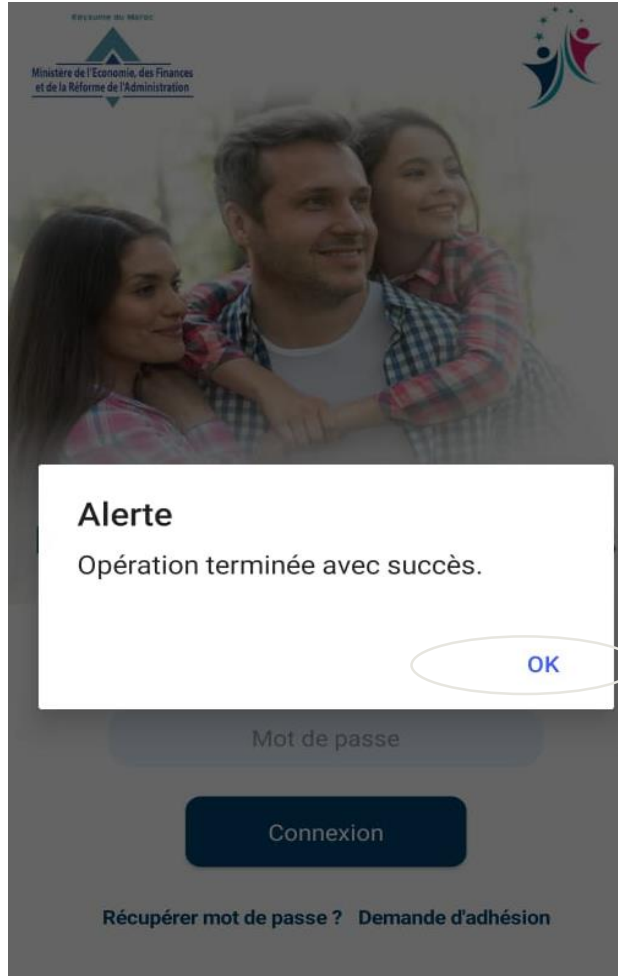 Royaume du Maroc
Ministère de l'Economie, des Finances
et de la Réforme de l'Administration
Alerte
Opération terminée avec succès.
OK
Mot de passe
Connexion
Récupérer mot de passe ? Demande d'adhésion